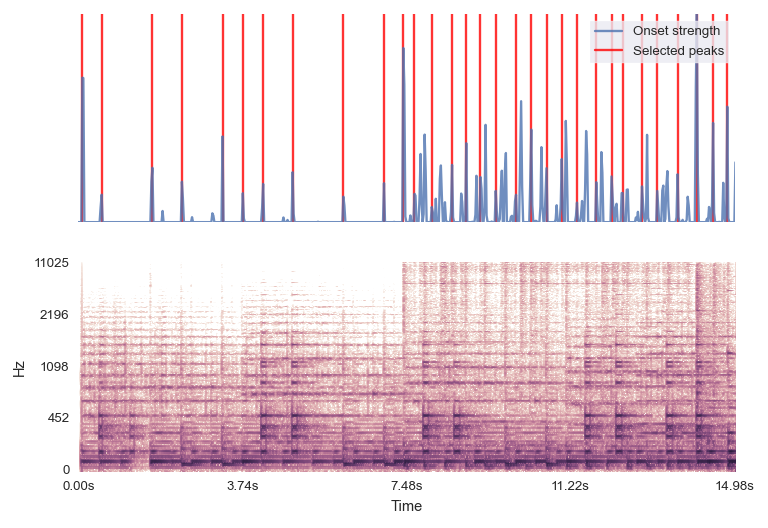 Onset strength
Selected peaks
11025
2196
1098
452
0
Hz
0.00s 3.74s 7.48s 11.22s 14.98s
Time